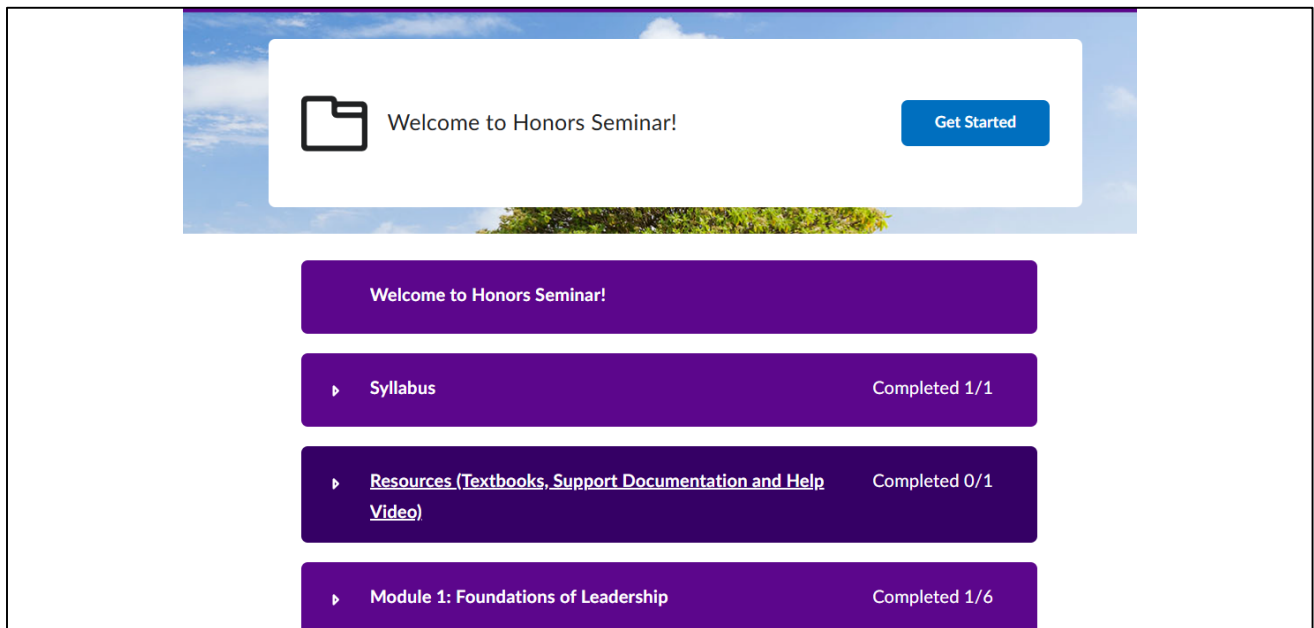 Welcome to Honors Seminar!
Get Started
Welcome to Honors Seminar!
Syllabus
Completed 1/1
Resources (Textbooks, Support Documentation and Help
Completed 0/1
Video)
Module 1: Foundations of Leadership
Completed 1/6